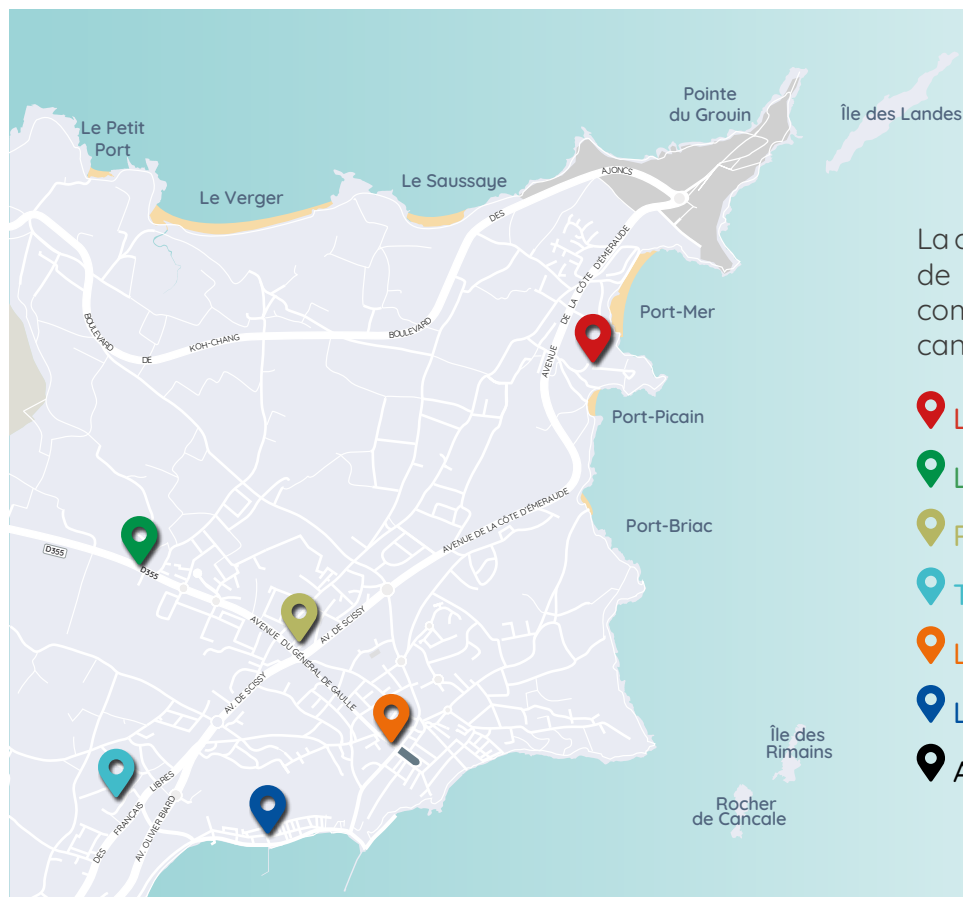 Pointe
du Grouin
Île des Landes
Le Petit
Port
Le Verger
Le Saussaye
AJONCS
DES
BOULEVARD
DE
KOH-CHANG
BOULEVARD
AVENUE
DE LA CÔTE D'ÉMERAUDE
Port-Mer
Port-Picain
Port-Briac
AVENUE DE LA CÔTE D'ÉMERAUDE
D355
D355
AVENUE DU GÉNÉRAL DE GAULLE
AV. DE SCISSY
AV. DE SCISSY
DES FRANÇAIS LIBRES
AV. OLIVIER BIARD
Île des
Rimains
Rocher
de Cancale
La
de
L
L
T
L
L
A